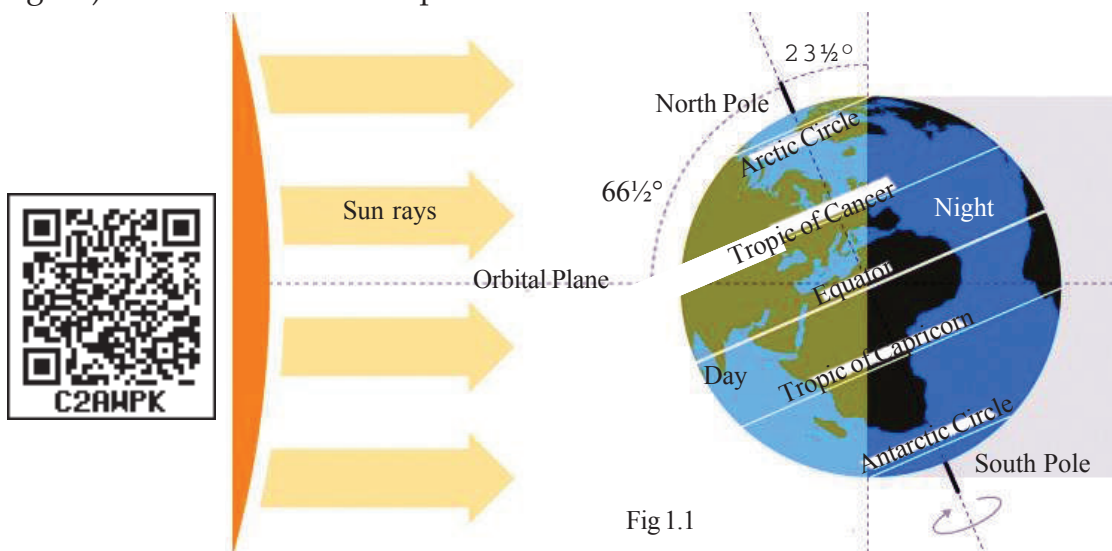 23½°
North Pole
Arctic Circle
66½°
Tropic of Cancer
Sun rays
Night
Orbital Plane
Equator
Tropic of Capricorn
Day
C2AWPK
Antarctic Circle
South Pole
Fig 1.1